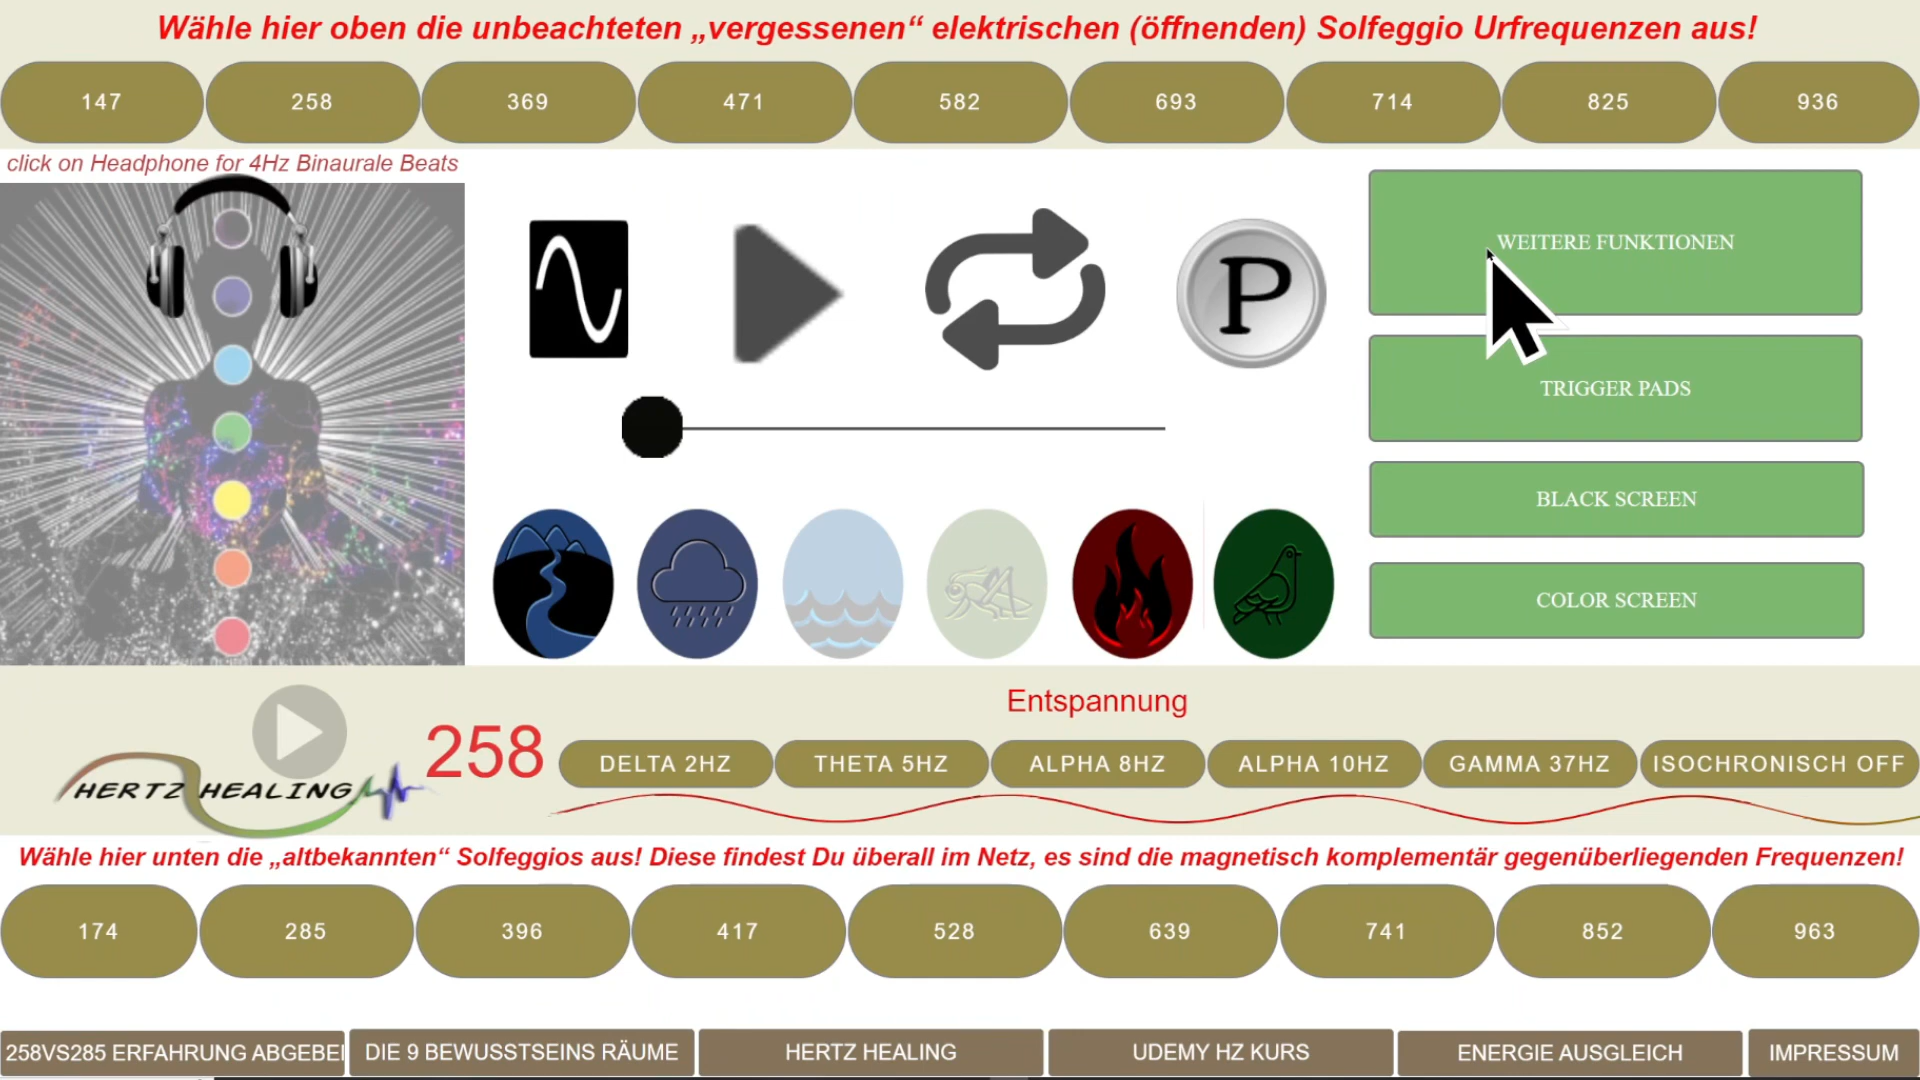 Wähle hier oben die unbeachteten „vergessenen“ elektrischen (öffnenden) Solfeggio Urfrequenzen aus!
147 258 369 471 582 693 714 825 936
click on Headphone for 4Hz Binaurale Beats
P
WEITERE FUNKTIONEN
TRIGGER PADS
BLACK SCREEN
COLOR SCREEN
Entspannung
HERTZ HEALING
258
DELTA 2HZ THETA 5HZ ALPHA 8HZ ALPHA 10HZ GAMMA 37HZ ISOCHRONISCH OFF
Wähle hier unten die „altbekannten“ Solfeggios aus! Diese findest Du überall im Netz, es sind die magnetisch komplementär gegenüberliegenden Frequenzen!
174 285 396 417 528 639 741 852 963
258VS285 ERFAHRUNG ABGEBEN DIE 9 BEWUSSTSEINS RÄUME HERTZ HEALING UDEMY HZ KURS ENERGIE AUSGLEICH IMPRESSUM